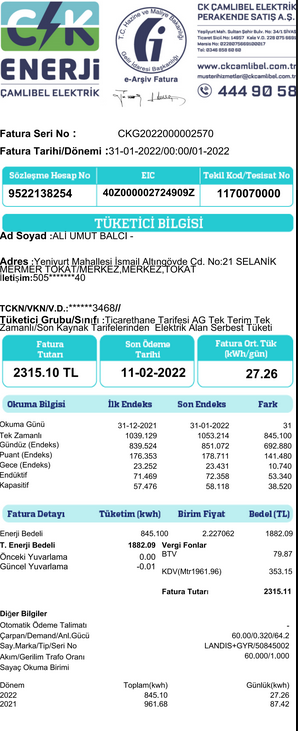 CK ÇAMLIBEL ELEKTRİK
PERAKENDE SATIŞ A.Ş.
CK
ENERJi
ÇAMLIBEL ELEKTRİK
T.C. Hazine ve Maliye Bakanlığı
Gelir İdaresi Başkanlığı
e-Arşiv Fatura
www.ckcamlibel.com.tr
musterihizmetleri@ckcamlibel.com.tr
444 90 58
Fatura Seri No : CKG2022000002570
Fatura Tarihi/Dönemi :31-01-2022/00:00/01-2022
Sözleşme Hesap No EIC Tekil Kod/Tesisat No
9522138254 40Z000002724909Z 1170070000
TÜKETİCİ BİLGİSİ
Ad Soyad :ALİ UMUT BALCI -
Adres :Yeniyurt Mahallesi İsmail Altınqövde Cd. No:21 SELANİK
MERMER TOKAT/MERKEZ,MERKEZ,TOKAT
İletişim:505*******40
TCKN/VKN/V.D.:******3468//
Tüketici Grubu/Sınıfı :Ticarethane Tarifesi AG Tek Terim Tek
Zamanlı/Son Kaynak Tarifelerinden Elektrik Alan Serbest Tüketi
Fatura
Tutarı
2315.10 TL
Son Ödeme
Tarihi
11-02-2022
Fatura Ort. Tük
(kWh/gün)
27.26
Okuma Bilgisi İlk Endeks Son Endeks Fark
Okuma Günü 31-12-2021 31-01-2022 31
Tek Zamanlı 1039.129 1053.214 845.100
Gündüz (Endeks) 839.524 851.072 692.880
Puant (Endeks) 176.353 178.711 141.480
Gece (Endeks) 23.252 23.431 10.740
Endüktif 71.469 72.358 53.340
Kapasitif 57.476 58.118 38.520
Fatura Detayı Tüketim (kwh) Birim Fiyat Bedel (TL)
Enerji Bedeli 845.100 2.227062 1882.09
T. Enerji Bedeli 1882.09 Vergi Fonlar
Önceki Yuvarlama 0.00 BTV 79.87
Güncel Yuvarlama -0.01
KDV(Mtr1961.96) 353.15
Fatura Tutarı 2315.11
Diğer Bilgiler
Otomatik Ödeme Talimatı -
Çarpan/Demand/Anl.Gücü 60.00/0.320/64.2
Say.Marka/Tip/Seri No LANDIS+GYR/50845002
Akım/Gerilim Trafo Oranı 60.000/1.000
Sayaç Okuma Birimi
Dönem Toplam(kwh) Günlük(kwh)
2022 845.10 27.26
2021 961.68 87.42